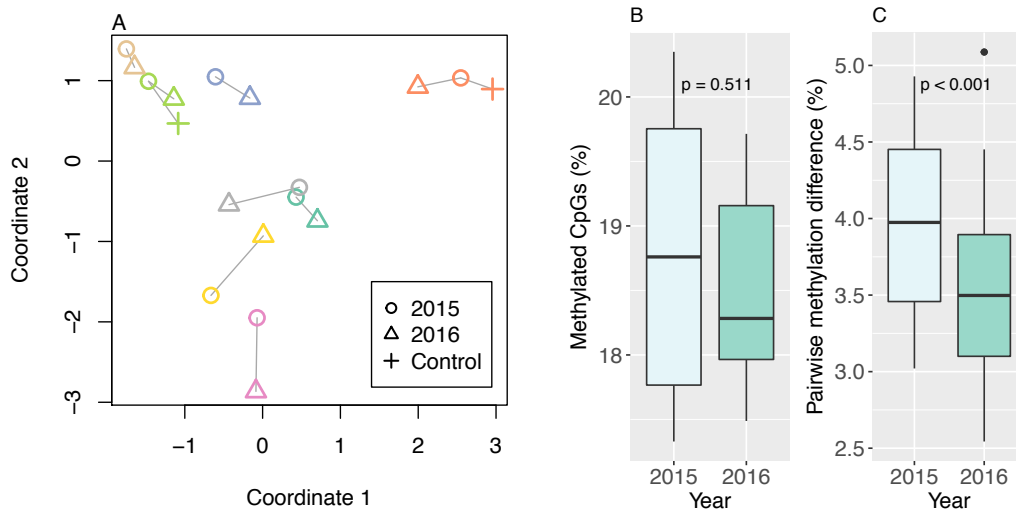 A
Coordinate 2
1
0
−1
−2
−3
−1
0
1
2
3
Coordinate 1
2015
2016
Control
B
Methylated CpGs (%)
20
19
18
p = 0.511
2015
2016
Year
C
Pairwise methylation difference (%)
5.0
4.5
4.0
3.5
3.0
2.5
p < 0.001
2015
2016
Year